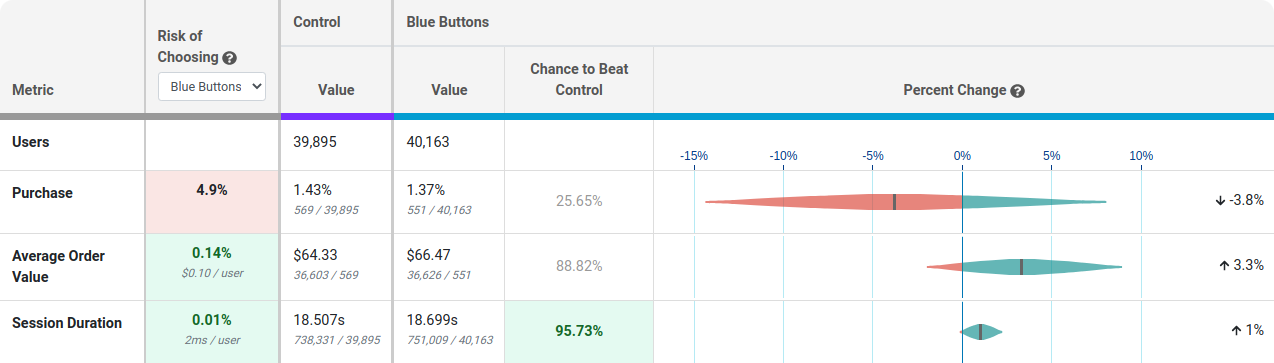 Control
Blue Buttons
Risk of
Choosing ?
Blue Buttons
Metric
Value
Value
Chance to Beat
Control
Percent Change ?
Users
39,895
40,163
-15% -10% -5% 0% 5% 10%
Purchase
4.9%
1.43%
569 / 39,895
1.37%
551 / 40,163
25.65%
-3.8%
Average Order
Value
0.14%
$0.10 / user
$64.33
36,603 / 569
$66.47
36,626 / 551
88.82%
3.3%
Session Duration
0.01%
2ms / user
18.507s
738,331 / 39,895
18.699s
751,009 / 40,163
95.73%
1%